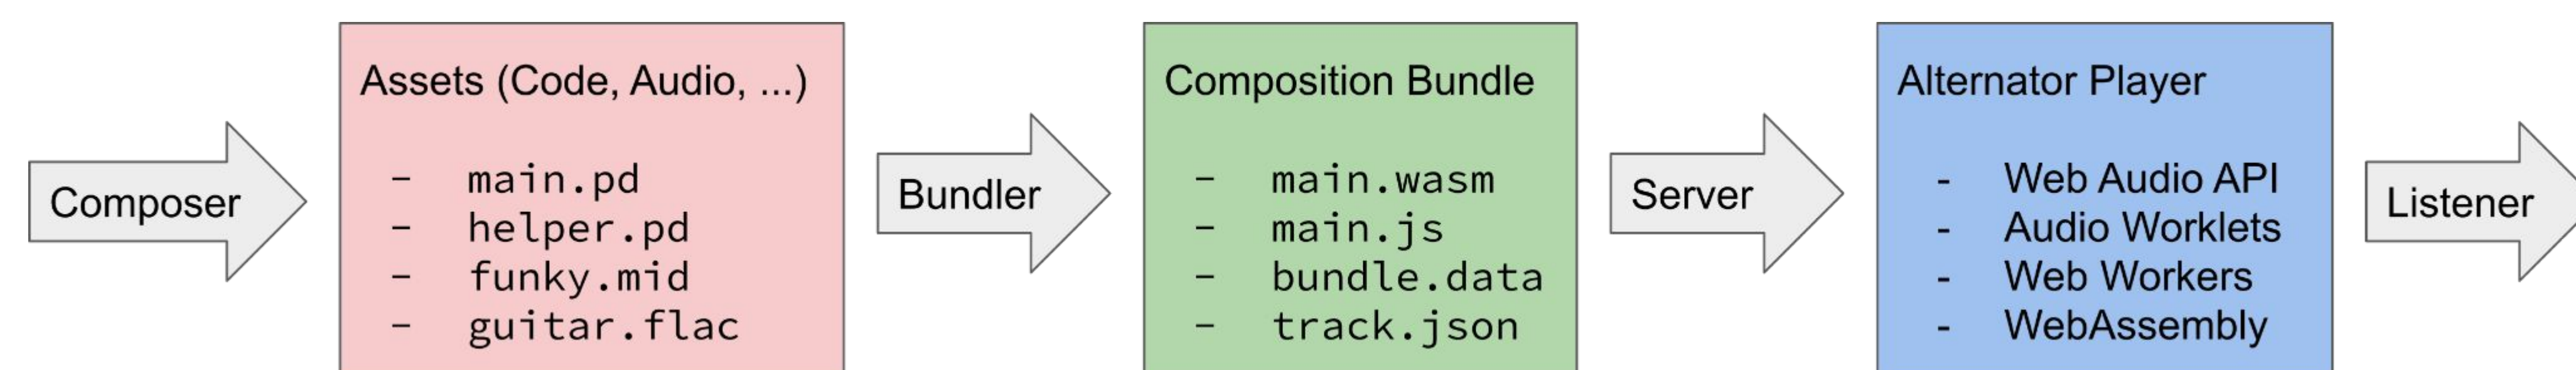 Composer
Assets (Code, Audio, ...)
- main.pd
- helper.pd
- funky.mid
- guitar.flac
Bundler
Composition Bundle
- main.wasm
- main.js
- bundle.data
- track.json
Server
Alternator Player
- Web Audio API
- Audio Worklets
- Web Workers
- WebAssembly
Listener